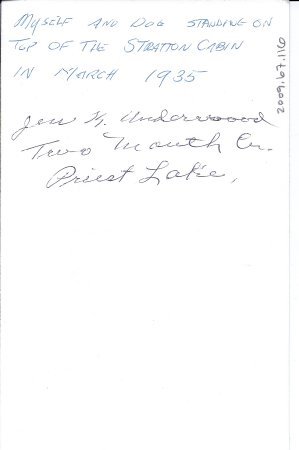 MYSELF AND DOG STANDING ON
TOP OF THE STRATTON CABIN
IN MARCH 1935
2009.67.116
Underwood
Two Mouth Cr.
Priest Lake,